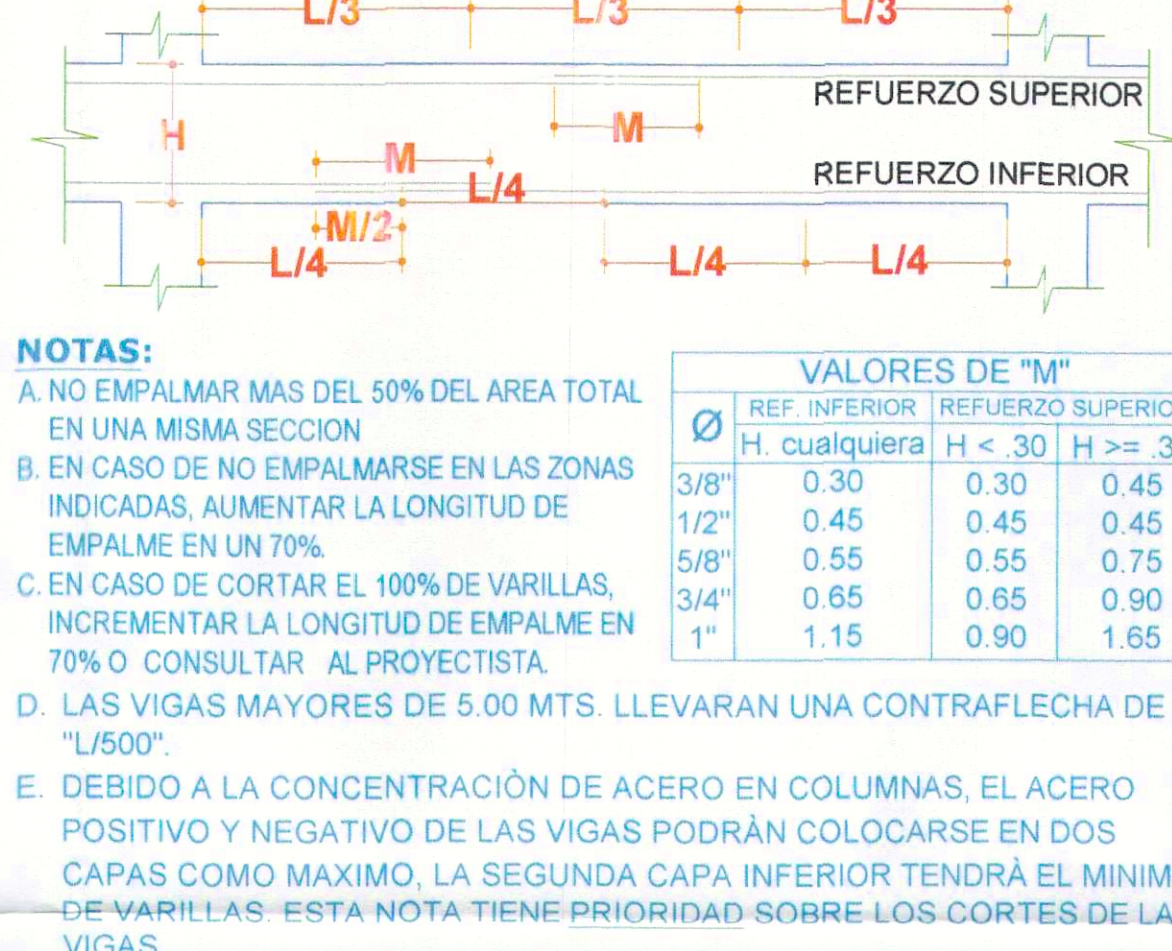 L/3 L/3 L/3
REFUERZO SUPERIOR
H M
M
REFUERZO INFERIOR
L/4
M/2
L/4 L/4 L/4
NOTAS:
A. NO EMPALMAR MAS DEL 50% DEL AREA TOTAL
EN UNA MISMA SECCION
B. EN CASO DE NO EMPALMARSE EN LAS ZONAS
INDICADAS, AUMENTAR LA LONGITUD DE
EMPALME EN UN 70%.
C. EN CASO DE CORTAR EL 100% DE VARILLAS,
INCREMENTAR LA LONGITUD DE EMPALME EN
70% O CONSULTAR AL PROYECTISTA.
VALORES DE "M"
Ø REF. INFERIOR REFUERZO SUPERIO
H. cualquiera H < .30 H >= .3
3/8" 0.30 0.30 0.45
1/2" 0.45 0.45 0.45
5/8" 0.55 0.55 0.75
3/4" 0.65 0.65 0.90
1" 1.15 0.90 1.65
D. LAS VIGAS MAYORES DE 5.00 MTS. LLEVARAN UNA CONTRAFLECHA DE
"L/500".
E. DEBIDO A LA CONCENTRACIÒN DE ACERO EN COLUMNAS, EL ACERO
POSITIVO Y NEGATIVO DE LAS VIGAS PODRÀN COLOCARSE EN DOS
CAPAS COMO MAXIMO, LA SEGUNDA CAPA INFERIOR TENDRÀ EL MINIM
DE VARILLAS. ESTA NOTA TIENE PRIORIDAD SOBRE LOS CORTES DE LA
VIGAS